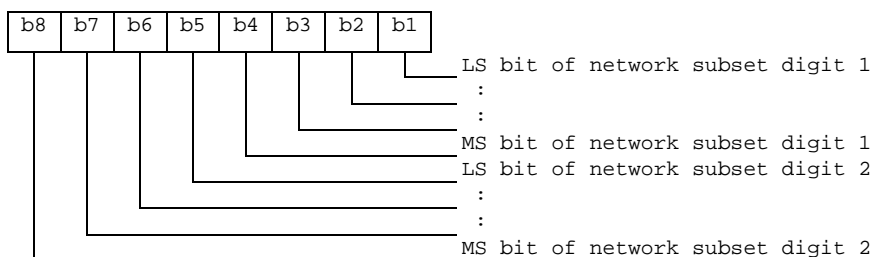 b8 b7 b6 b5 b4 b3 b2 b1
LS bit of network subset digit 1
:
:
MS bit of network subset digit 1
LS bit of network subset digit 2
:
:
MS bit of network subset digit 2